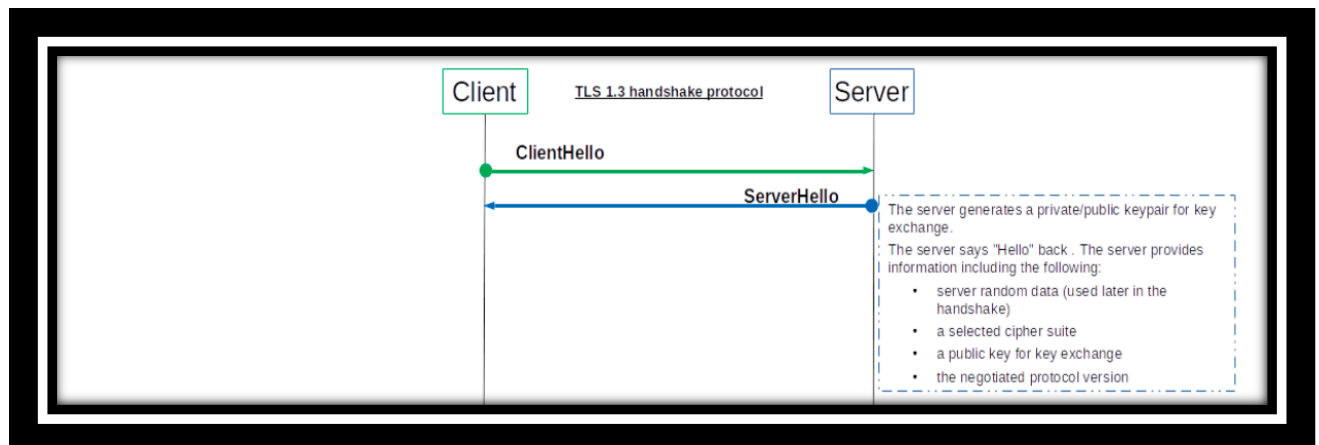 Client
TLS 1.3 handshake protocol
Server
ClientHello
ServerHello
The server generates a private/public keypair for key
exchange.
The server says "Hello" back . The server provides
information including the following:
• server random data (used later in the
handshake)
• a selected cipher suite
• a public key for key exchange
• the negotiated protocol version